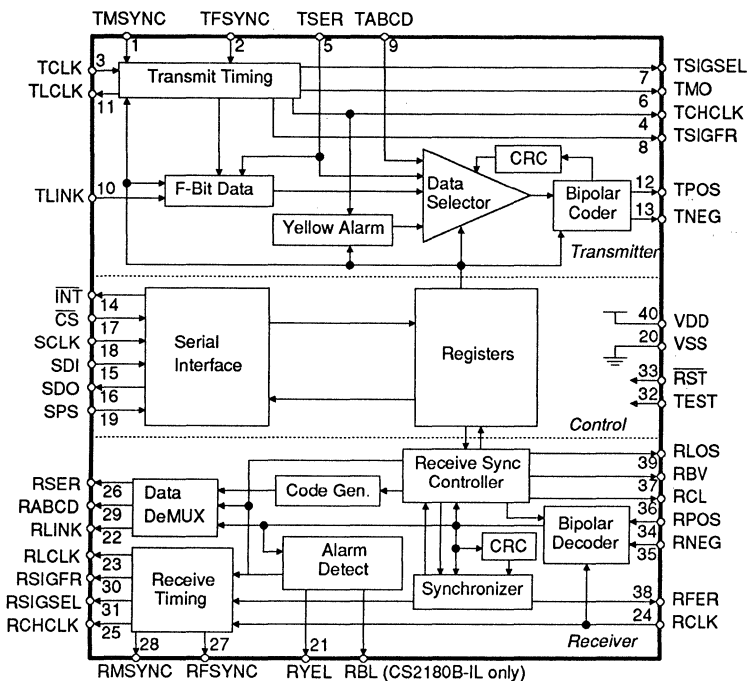 TMSYNC TFSYNC TSER TABCD
1 2 5 9
TCLK 3 Transmit Timing 7 TSIGSEL
TLCLK 11 6 TMO
4 TCHCLK
8 TSIGFR
CRC
TLINK 10 F-Bit Data Data Selector Bipolar Coder 12 TPOS
13 TNEG
Yellow Alarm
Transmitter
INT 14
CS 17
SCLK 18
SDI 15
SDO 16
SPS 19
Serial Interface
Registers
40 VDD
20 VSS
33 RST
32 TEST
Control
RSER 26
RABCD 29
RLINK 22
Data DeMUX
Code Gen.
Receive Sync Controller
39 RLOS
37 RBV
RCL
36 RPOS
34 RNEG
35
Bipolar Decoder
RLCLK 23
RSIGFR 30
RSIGSEL 31
RCHCLK 25
Receive Timing
Alarm Detect
CRC
Synchronizer
38 RFER
24 RCLK
Receiver
28 27 21
RMSYNC RFSYNC RYEL RBL (CS2180B-IL only)